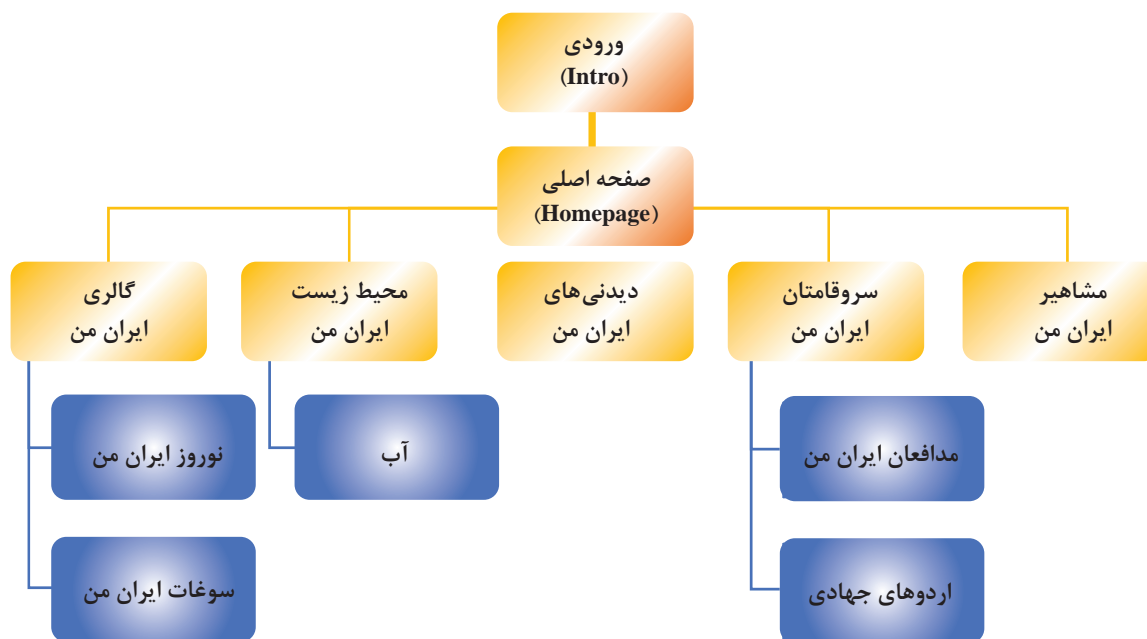 ورودی
(Intro)
صفحه اصلی
(Homepage)
مشاهیر
ایران من
سروقامتان
ایران من
دیدنی‌های
ایران من
محیط زیست
ایران من
گالری
ایران من
مدافعان ایران من
آب
نوروز ایران من
اردوهای جهادی
سوغات ایران من